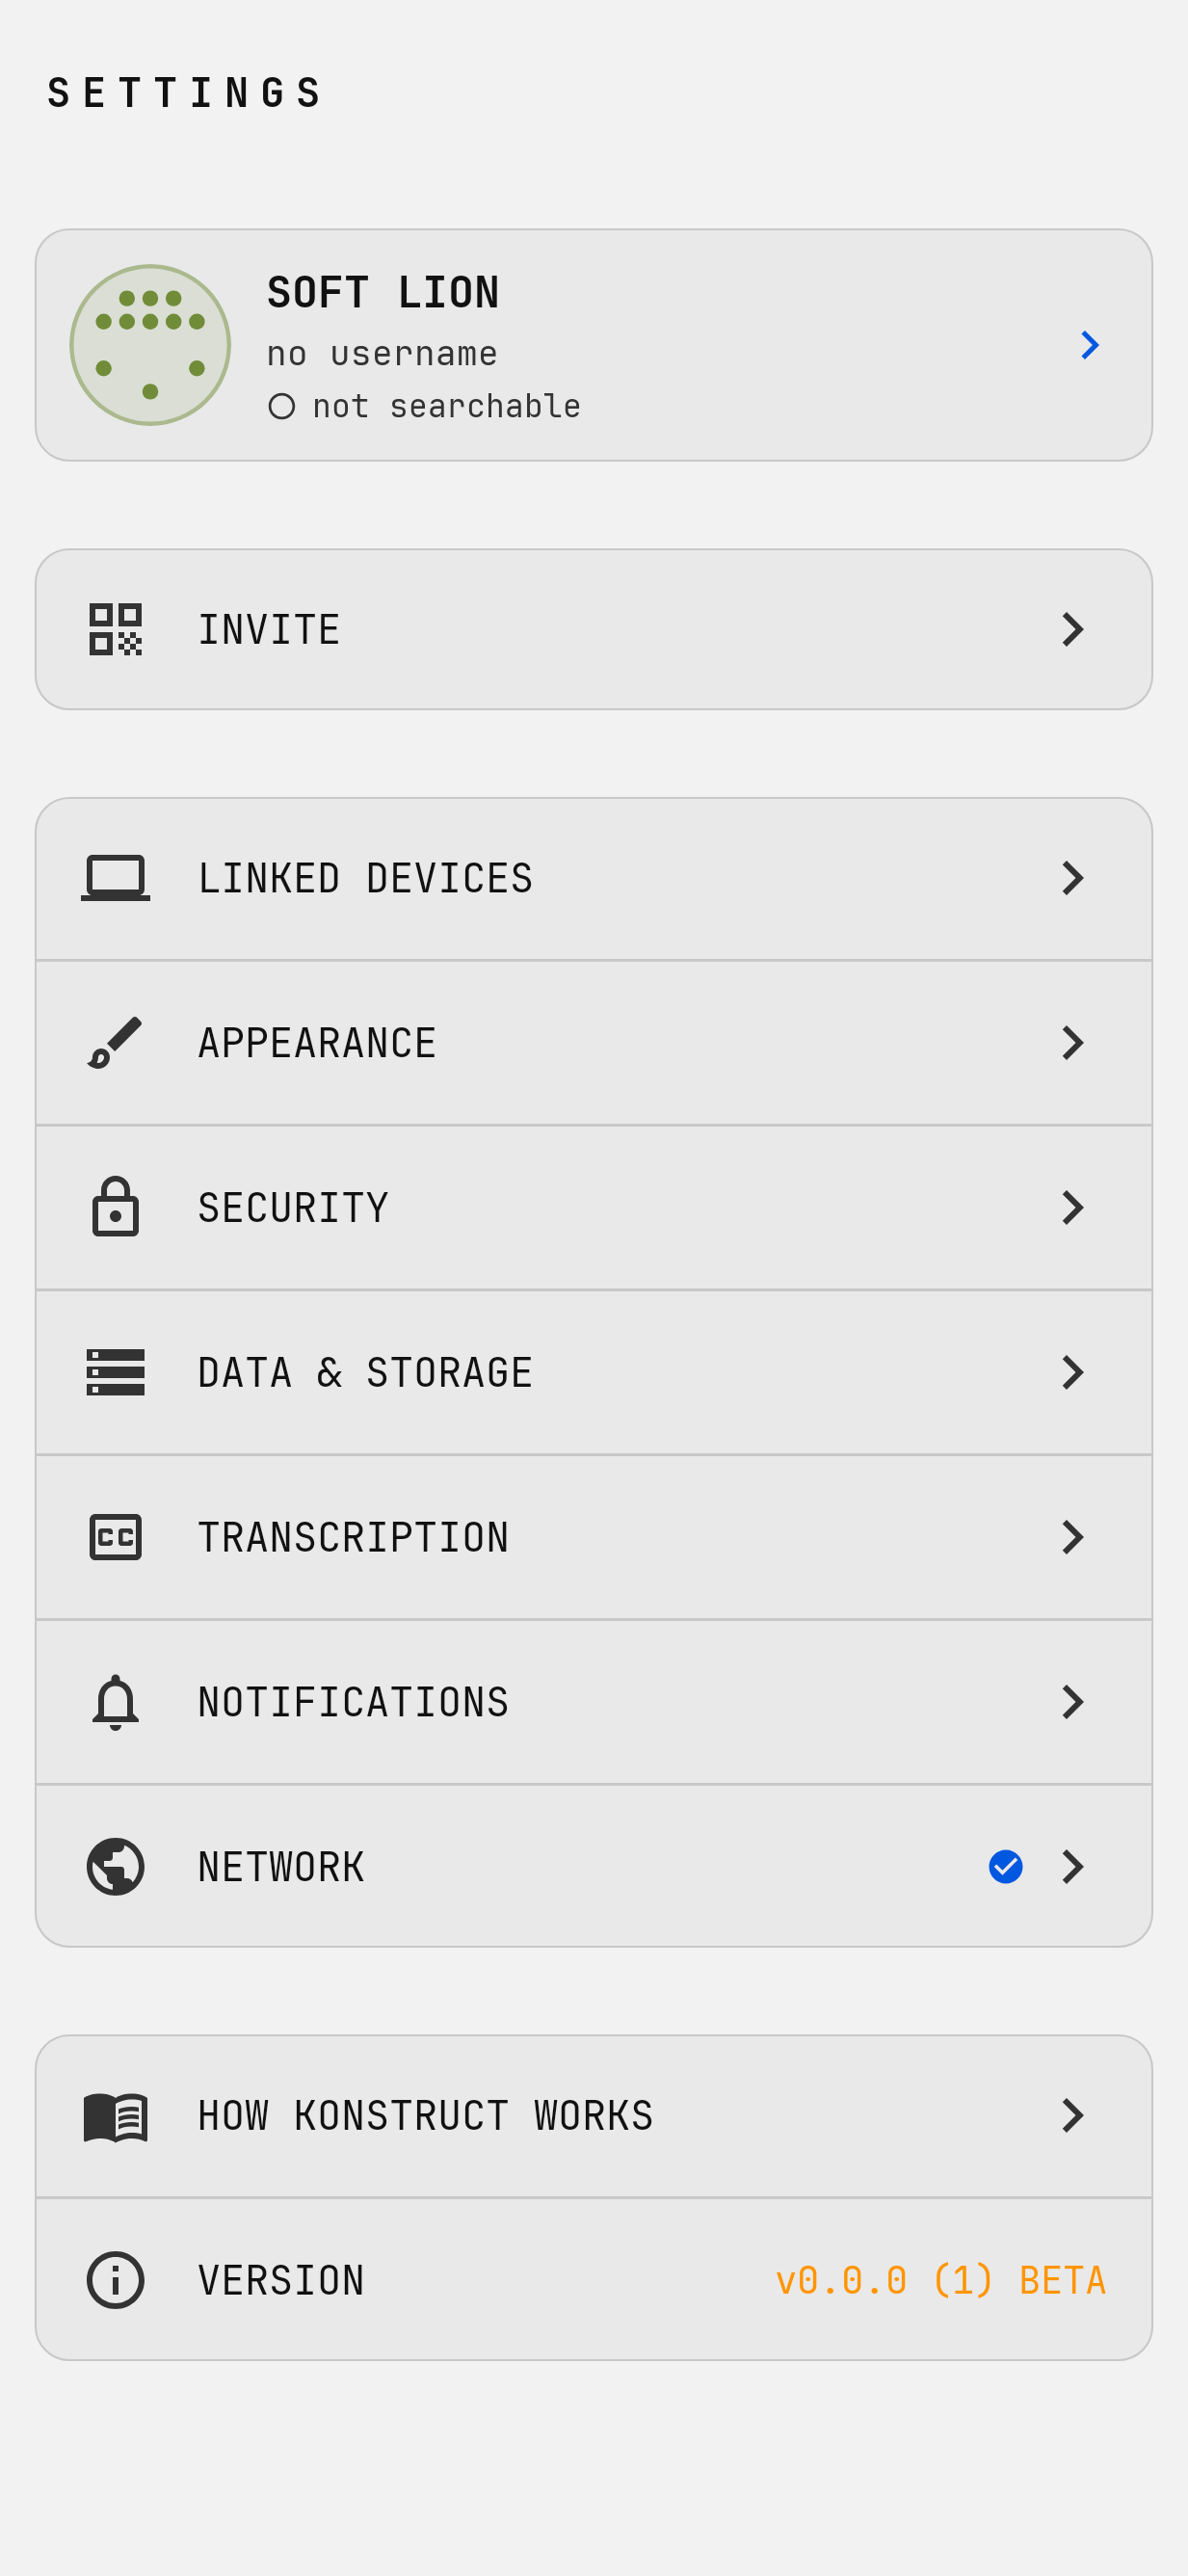 SETTINGS
SOFT LION
no username
not searchable
INVITE
LINKED DEVICES
APPEARANCE
SECURITY
DATA & STORAGE
TRANSCRIPTION
NOTIFICATIONS
NETWORK
HOW KONSTRUCT WORKS
VERSION v0.0.0 (1) BETA